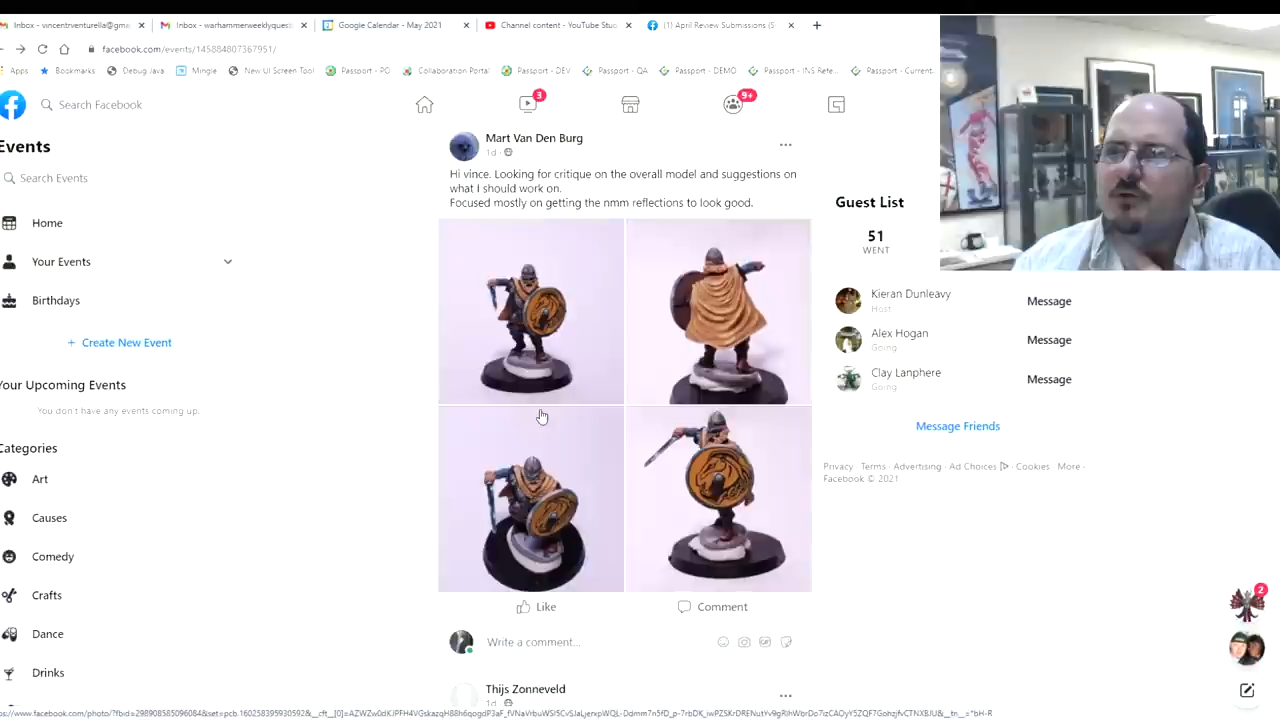 Inbox - vincentrventurella@gma
Inbox - warhammerweeklyquest
Google Calendar - May 2021
Channel content - YouTube Stu
(1) April Review Submissions (S
facebook.com/events/145884807367951/
Apps
Bookmarks
Debug Java
Mingle
New UI Screen Tool
Passport - PD
Collaboration Portal
Passport - DEV
Passport - QA
Passport - DEMO
Passport - INS Refe...
Passport - Current
Search Facebook
3
9+
Events
Search Events
Home
Your Events
Birthdays
+ Create New Event
Your Upcoming Events
You don't have any events coming up.
Categories
Art
Causes
Comedy
Crafts
Dance
Drinks
Mart Van Den Burg
1d
Hi vince. Looking for critique on the overall model and suggestions on
what I should work on.
Focused mostly on getting the nmm reflections to look good.
Like
Comment
Write a comment...
Thijs Zonneveld
1d
Guest List
51
WENT
Kieran Dunleavy
Host
Message
Alex Hogan
Going
Message
Clay Lanphere
Going
Message
Message Friends
Privacy · Terms · Advertising · Ad Choices · Cookies · More ·
Facebook © 2021
2